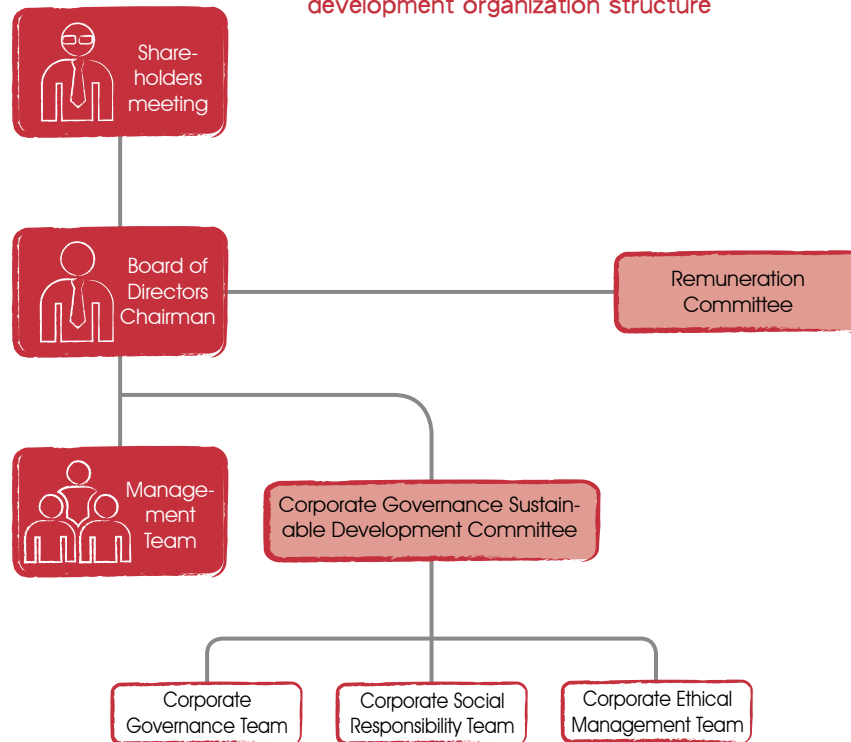 development organization structure
Share-
holders
meeting
Board of
Directors
Chairman
Remuneration
Committee
Manage-
ment
Team
Corporate Governance Sustain-
able Development Committee
Corporate
Governance Team
Corporate Social
Responsibility Team
Corporate Ethical
Management Team